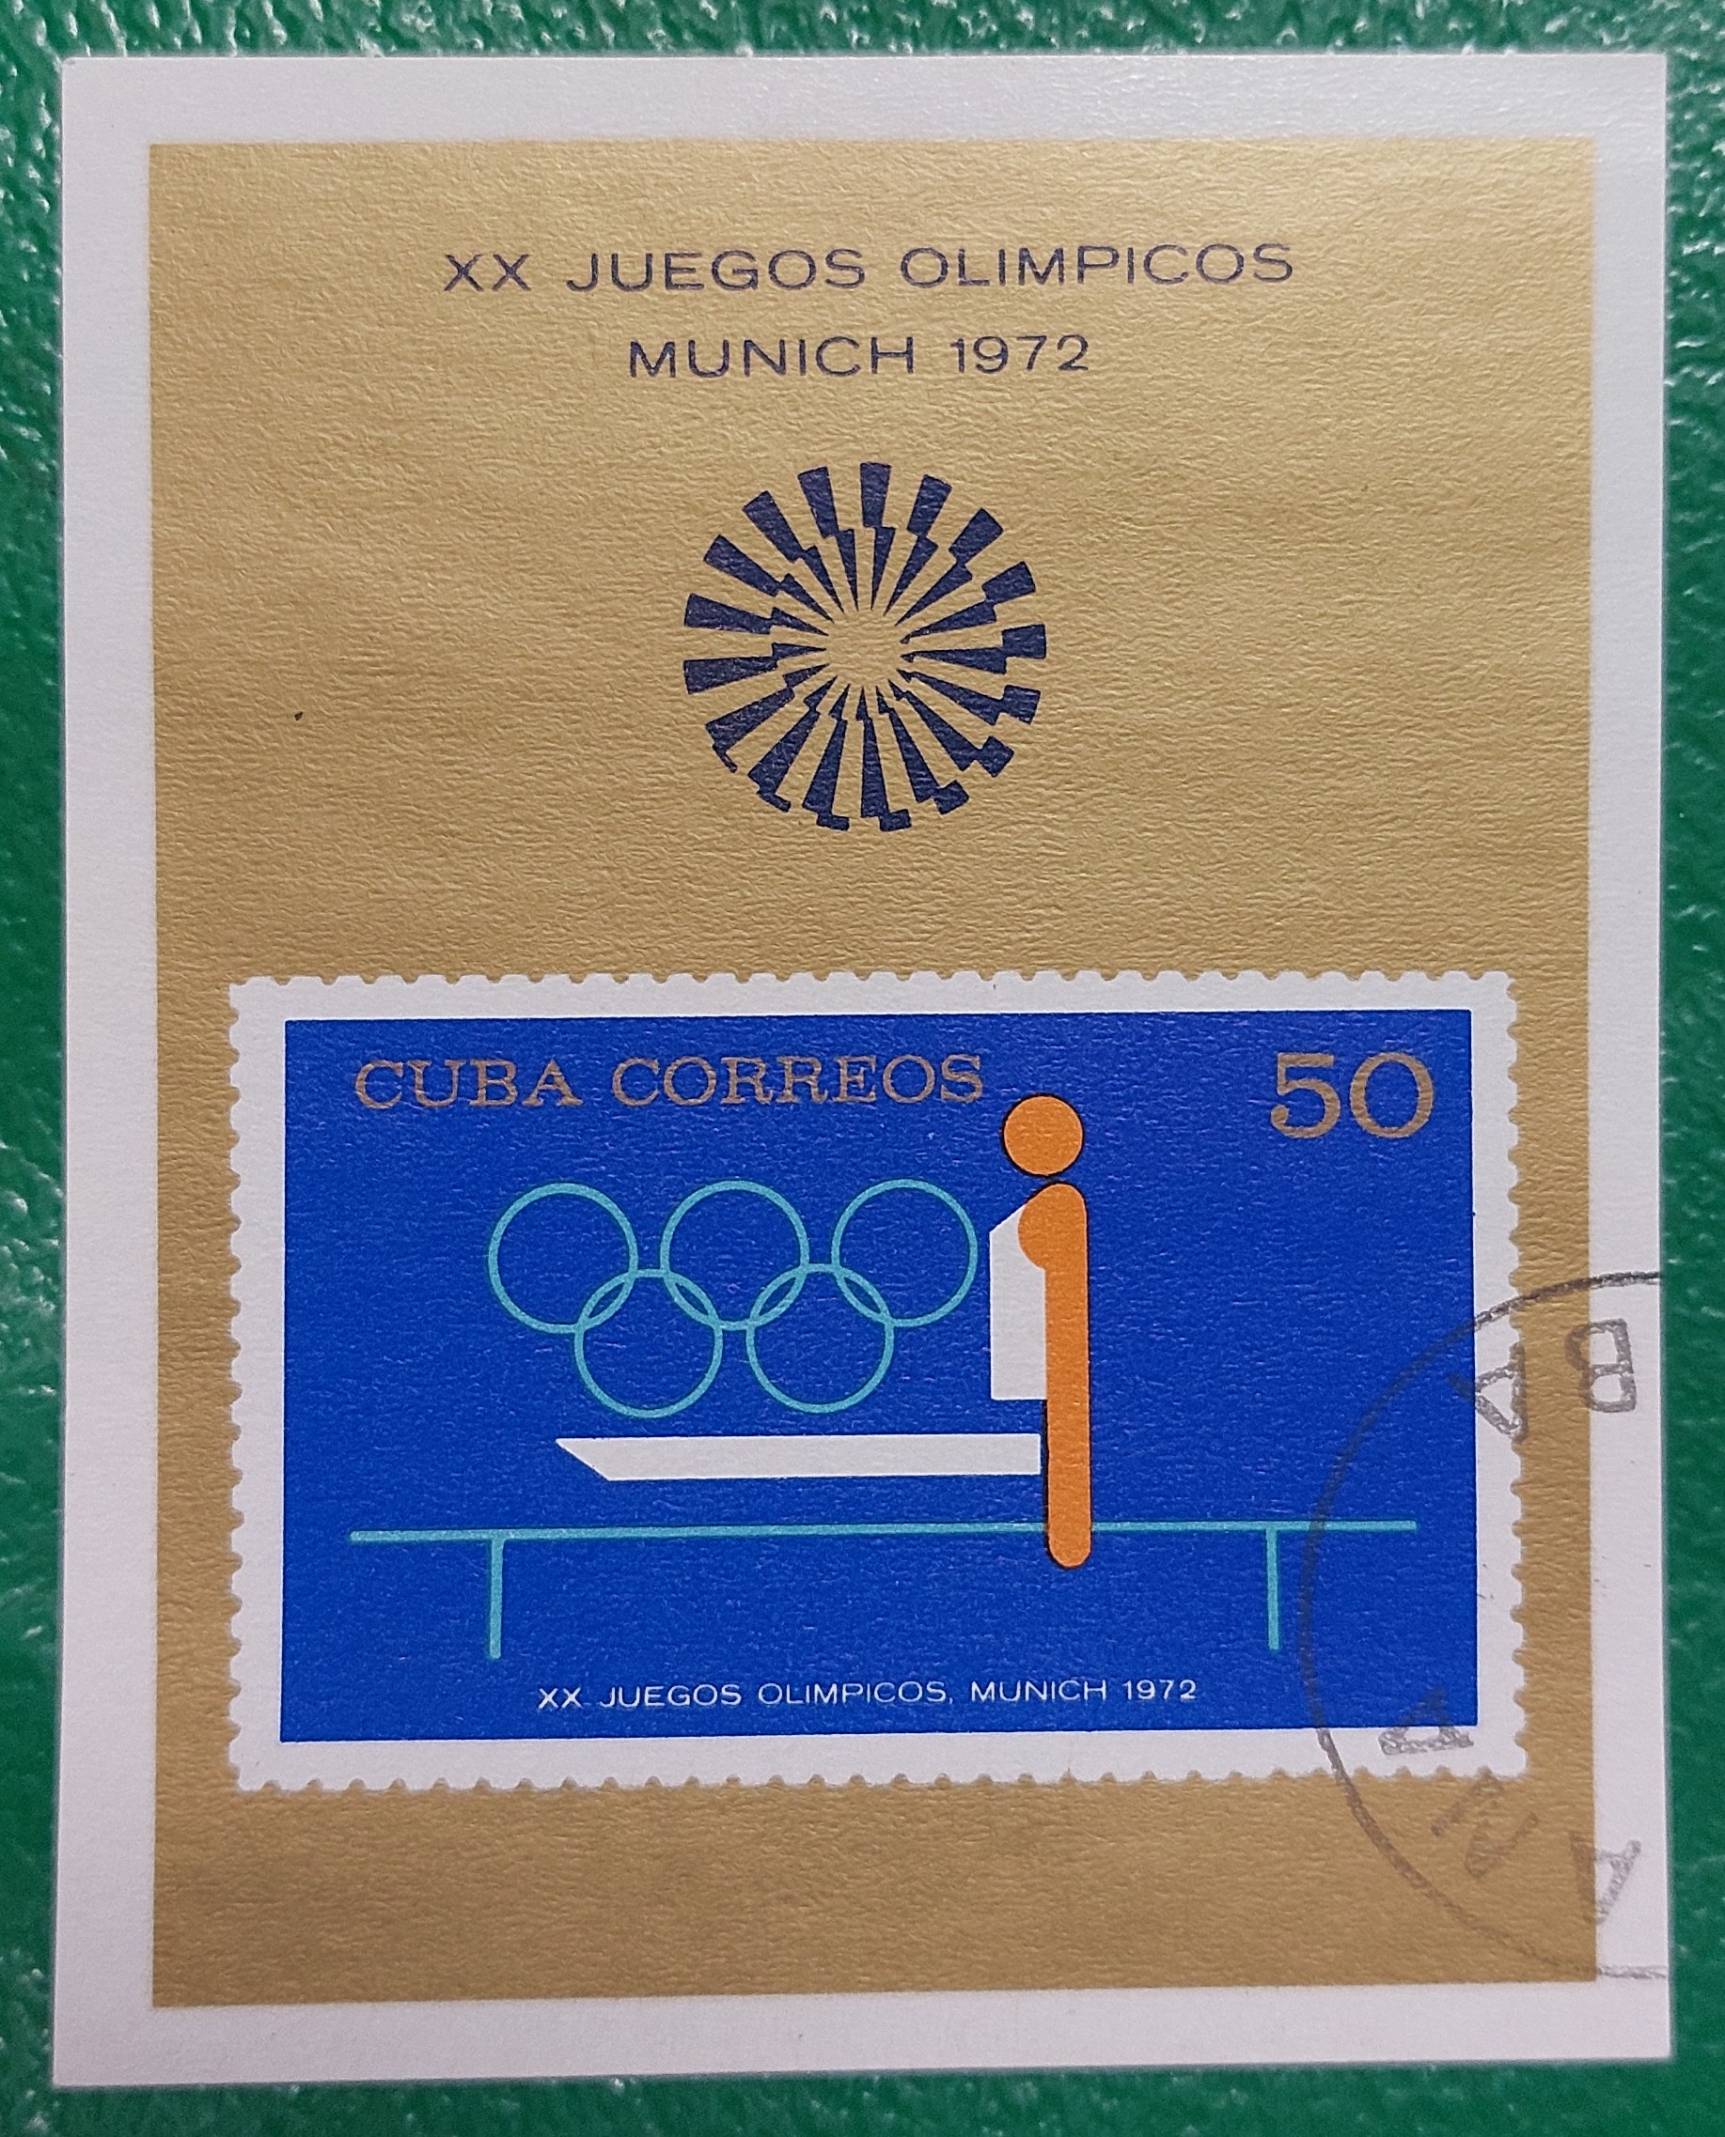 XX JUEGOS OLIMPICOS
MUNICH 1972
CUBA CORREOS
50
XX JUEGOS OLIMPICOS, MUNICH 1972